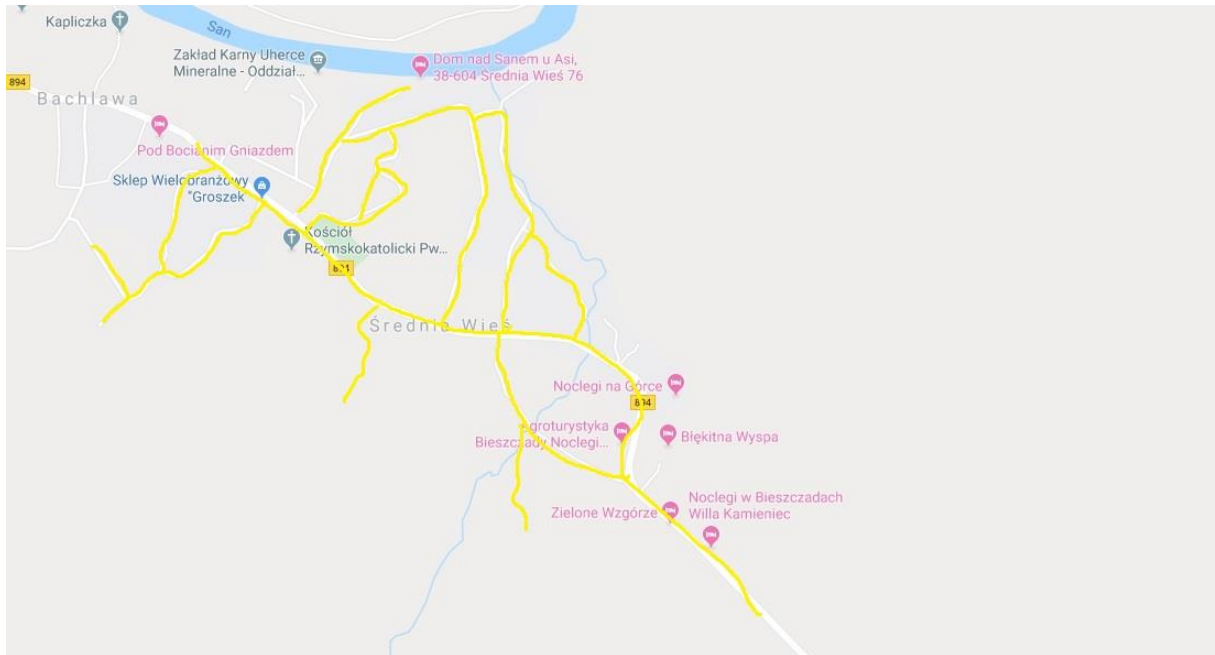 Kapliczka
San
Zakład Karny Uherce
Mineralne - Oddział...
Dom nad Sanem u Asi,
38-604 Średnia Wieś 76
894
Bachlawa
Pod Bocianim Gniazdem
Sklep Wielobranżowy
"Groszek"
Kościół
Rzymskokatolicki Pw...
894
Średnia Wieś
Noclegi na Górce
894
Agroturystyka
Bieszczady Noclegi...
Błękitna Wyspa
Noclegi w Bieszczadach
Willa Kamieniec
Zielone Wzgórze